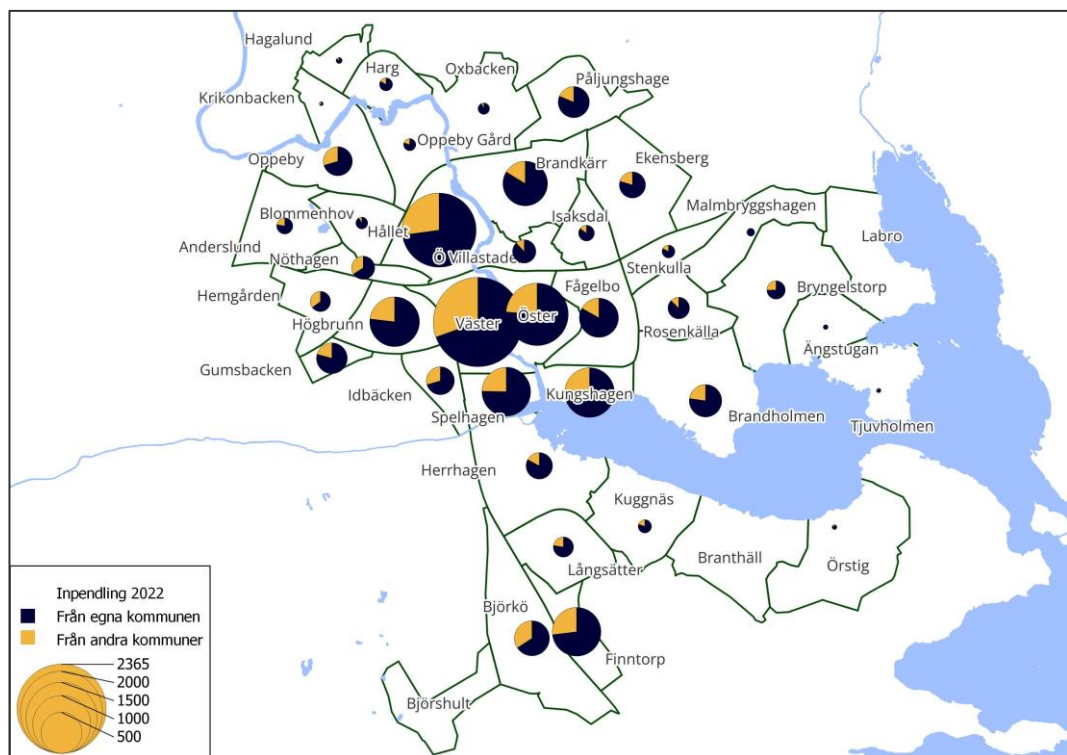 Hagalund
Harg
Oxbacken
Påljungshage
Krikonbacken
Oppeby Gård
Oppeby
Brandkärr
Ekensberg
Malmbryggshagen
Blommenhov
Isaksdal
Labro
Hållet
Anderslund
Ö Villastade
Nöthagen
Stenkulla
Fågelbo
Bryngelstorp
Hemgården
Högbrunn
Väster
Öster
Rosenkälla
Ängstugan
Gumsbacken
Idbäcken
Kungshagen
Spelhagen
Brandholmen
Tjuvholmen
Herrhagen
Kuggnäs
Branthäll
Örstig
Långsätter
Björkö
Finntorp
Björshult
Inpendling 2022
Från egna kommunen
Från andra kommuner
2365
2000
1500
1000
500